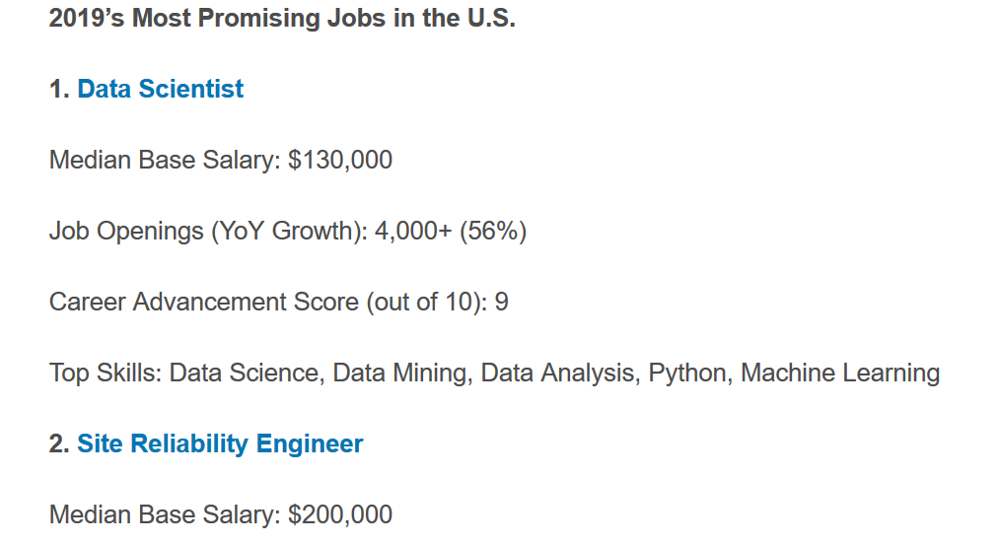 2019’s Most Promising Jobs in the U.S.
1. Data Scientist
Median Base Salary: $130,000
Job Openings (YoY Growth): 4,000+ (56%)
Career Advancement Score (out of 10): 9
Top Skills: Data Science, Data Mining, Data Analysis, Python, Machine Learning
2. Site Reliability Engineer
Median Base Salary: $200,000